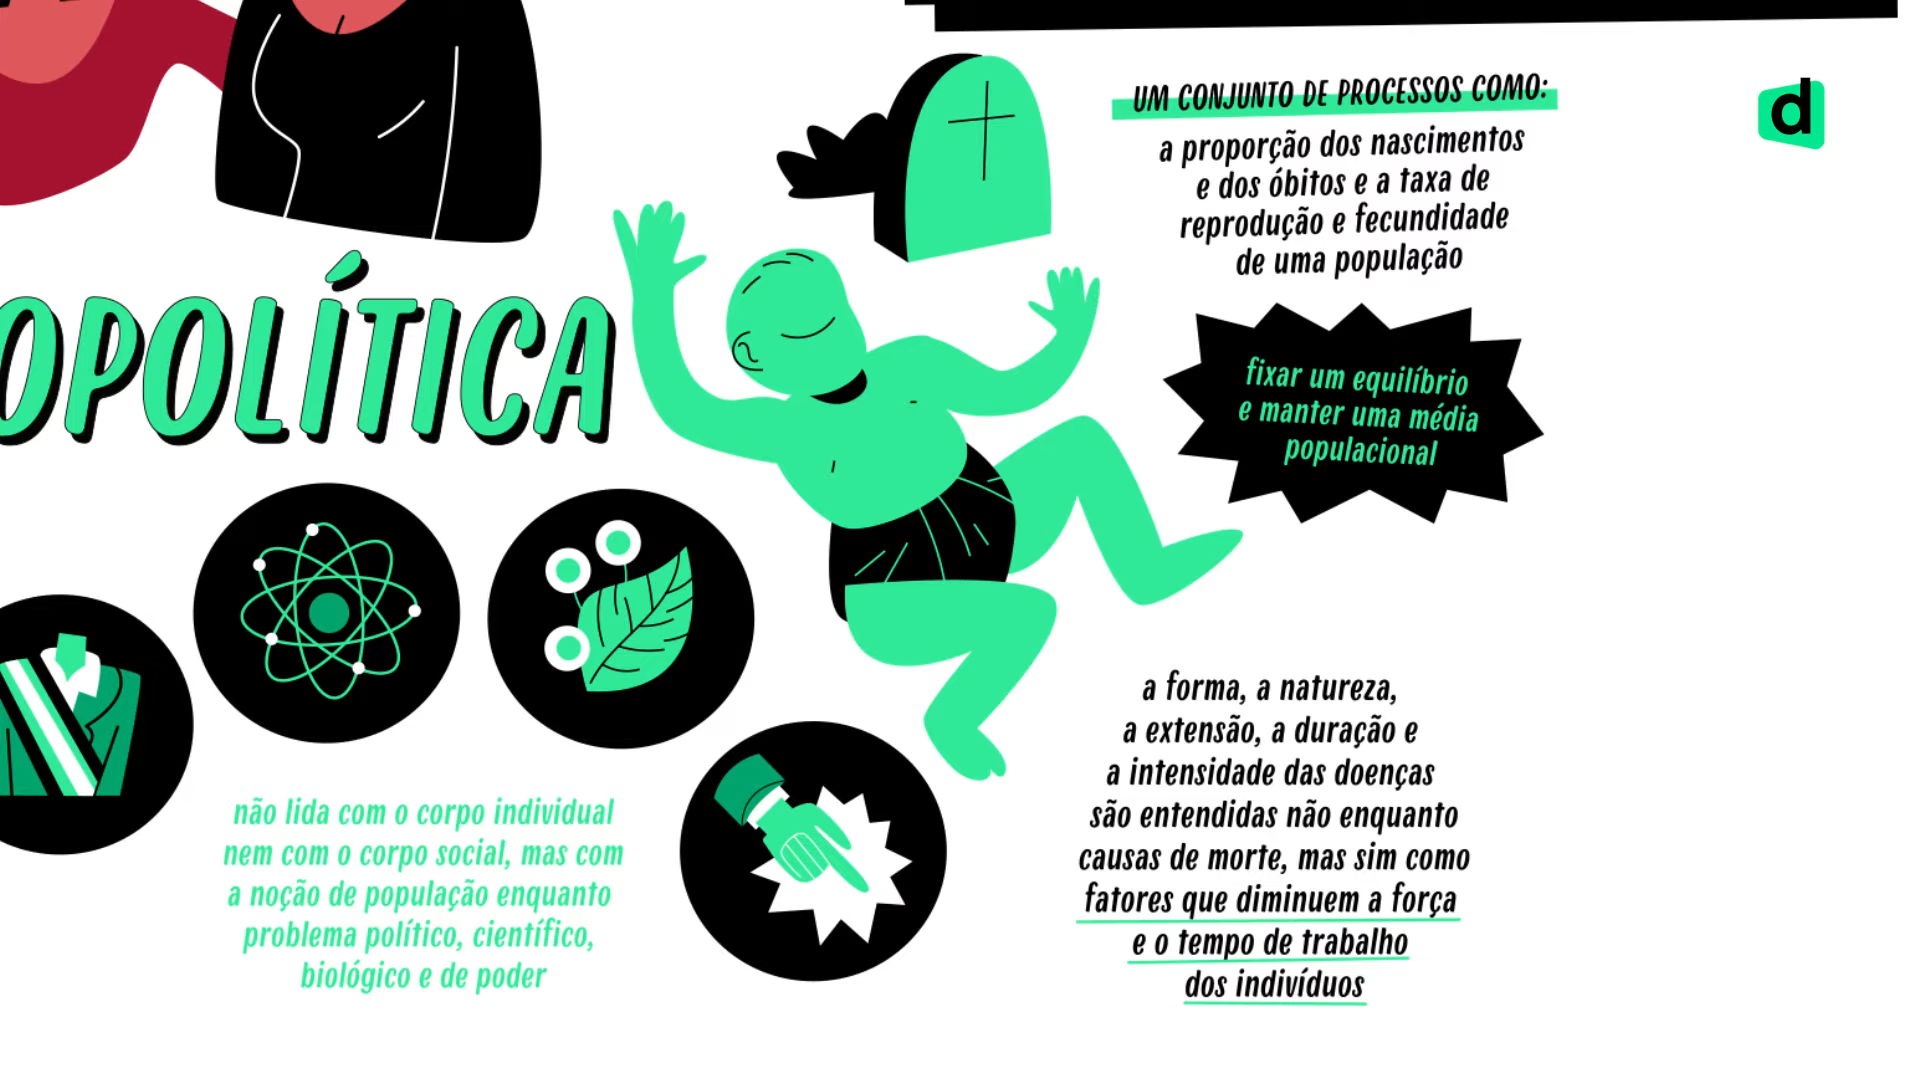 UM CONJUNTO DE PROCESSOS COMO:
a proporção dos nascimentos
e dos óbitos e a taxa de
reprodução e fecundidade
de uma população
d
OPOLÍTICA
fixar um equilíbrio
e manter uma média
populacional
não lida com o corpo individual
nem com o corpo social, mas com
a noção de população enquanto
problema político, científico,
biológico e de poder
a forma, a natureza,
a extensão, a duração e
a intensidade das doenças
são entendidas não enquanto
causas de morte, mas sim como
fatores que diminuem a força
e o tempo de trabalho
dos indivíduos